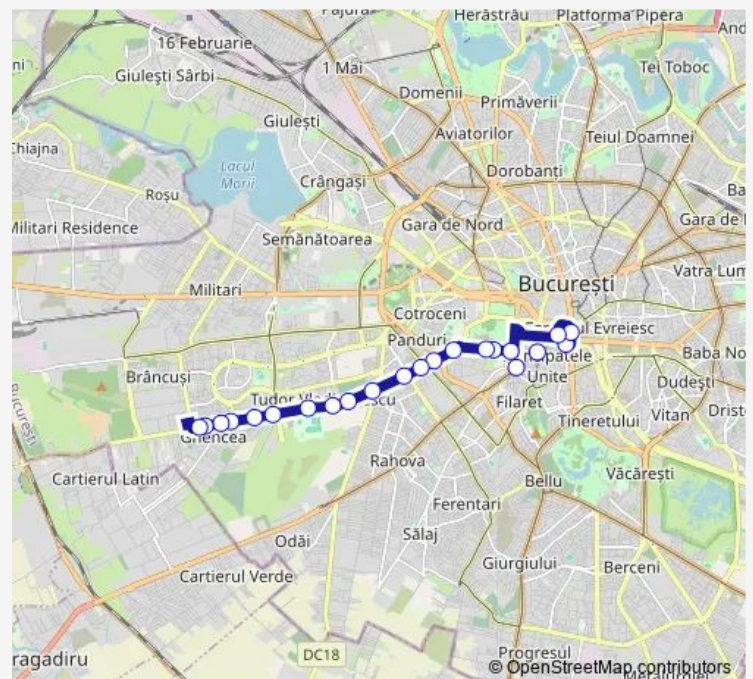 Pajura
Herăstrău
Platforma Pipera
16 Februarie
1 Mai
Giulești Sârbi
Tei Toboc
Domenii
Primăverii
Giulești
Aviatorilor
Teiul Doamnei
Chiajna
Lacul
Morii
Dorobanți
Roșu
Crângași
Gara de Nord
Militari Residence
Semănătoarea
Vatra Lum
București
Militari
Cotroceni
Evreiesc
Panduri
Baba No
Brâncuși
Unite
Dudești
Filaret
Tineretului
Vitan
București
Ghencea
Rahova
Cartierul Latin
Bellu
Văcărești
Ferentari
Sălaj
Odăi
Giurgiului
Berceni
Cartierul Verde
DC18
Progresul
ragadiru
© OpenStreetMap contributors